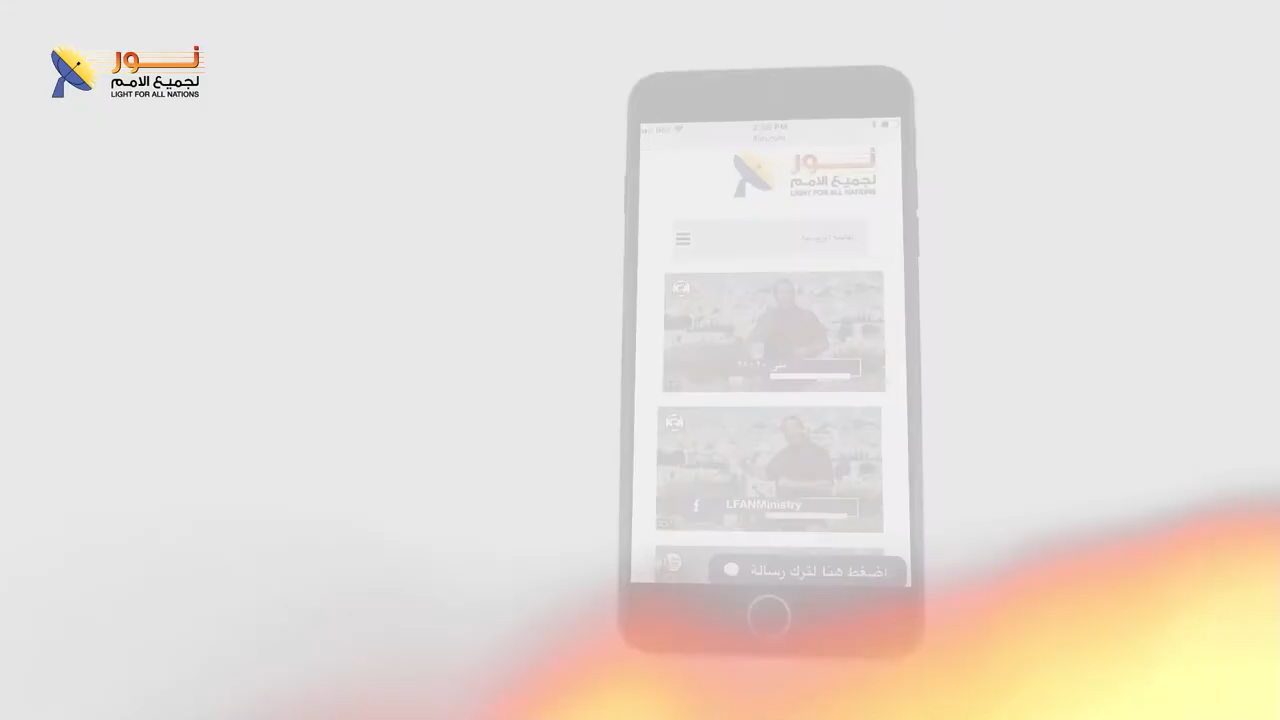 نور
لجميع الامم
LIGHT FOR ALL NATIONS
نور
لجميع الامم
LIGHT FOR ALL NATIONS
LFANMinistry
اضغط هنا لترك رسالة